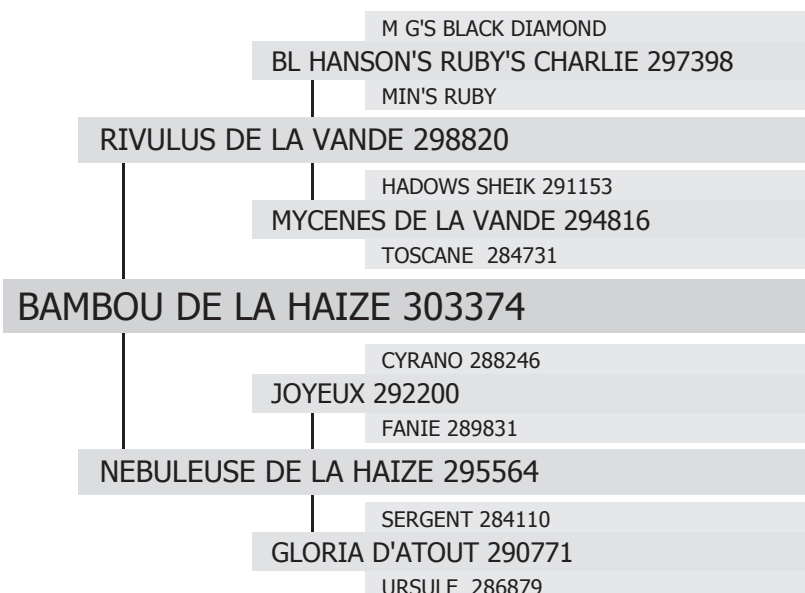 M G'S BLACK DIAMOND
BL HANSON'S RUBY'S CHARLIE 297398
MIN'S RUBY
RIVULUS DE LA VANDE 298820
HADOWS SHEIK 291153
MYCENES DE LA VANDE 294816
TOSCANE 284731
BAMBOU DE LA HAIZE 303374
CYRANO 288246
JOYEUX 292200
FANIE 289831
NEBULEUSE DE LA HAIZE 295564
SERGENT 284110
GLORIA D'ATOUT 290771
URSULE 286879